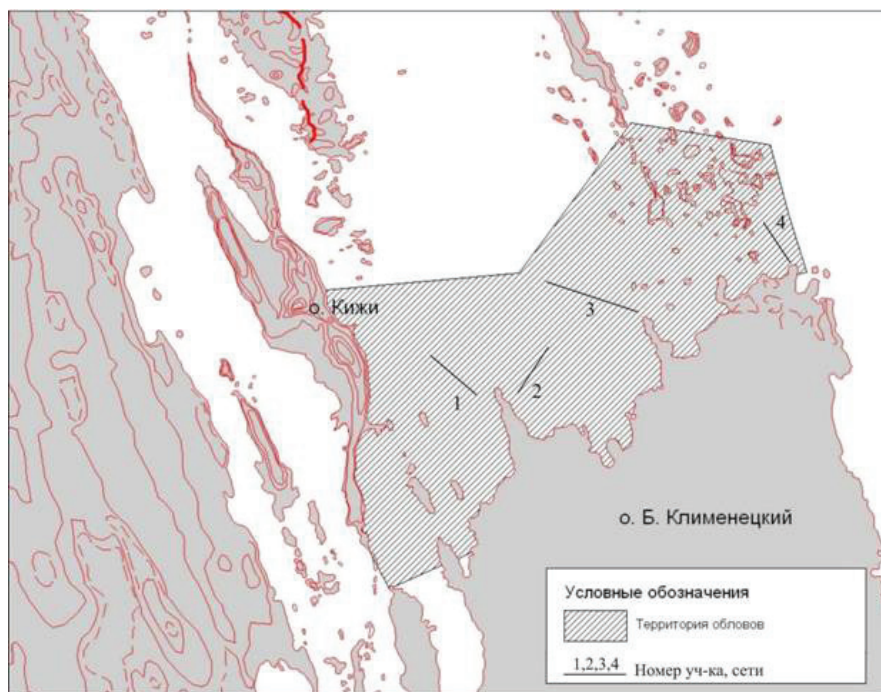 4
3
о. Кижи
1
2
о. Б. Клименецкий
Условные обозначения
Территория обловов
1,2,3,4 Номер уч-ка, сети